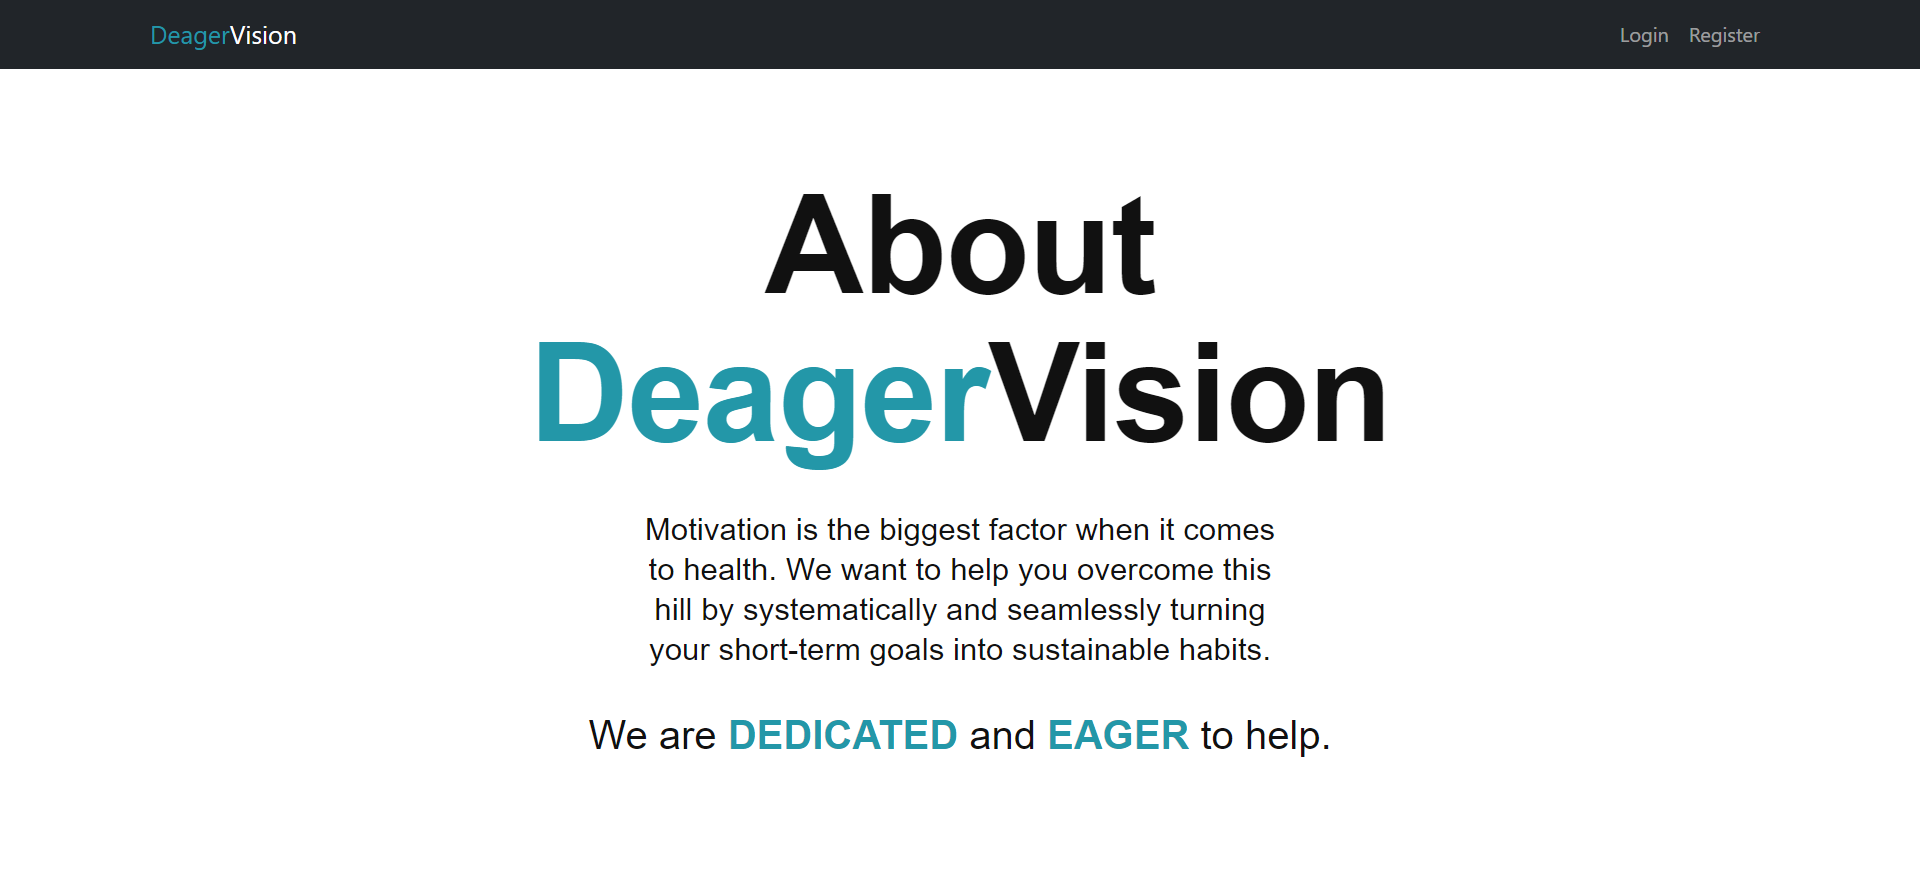 DeagerVision
Login Register
About
DeagerVision
Motivation is the biggest factor when it comes
to health. We want to help you overcome this
hill by systematically and seamlessly turning
your short-term goals into sustainable habits.
We are DEDICATED and EAGER to help.